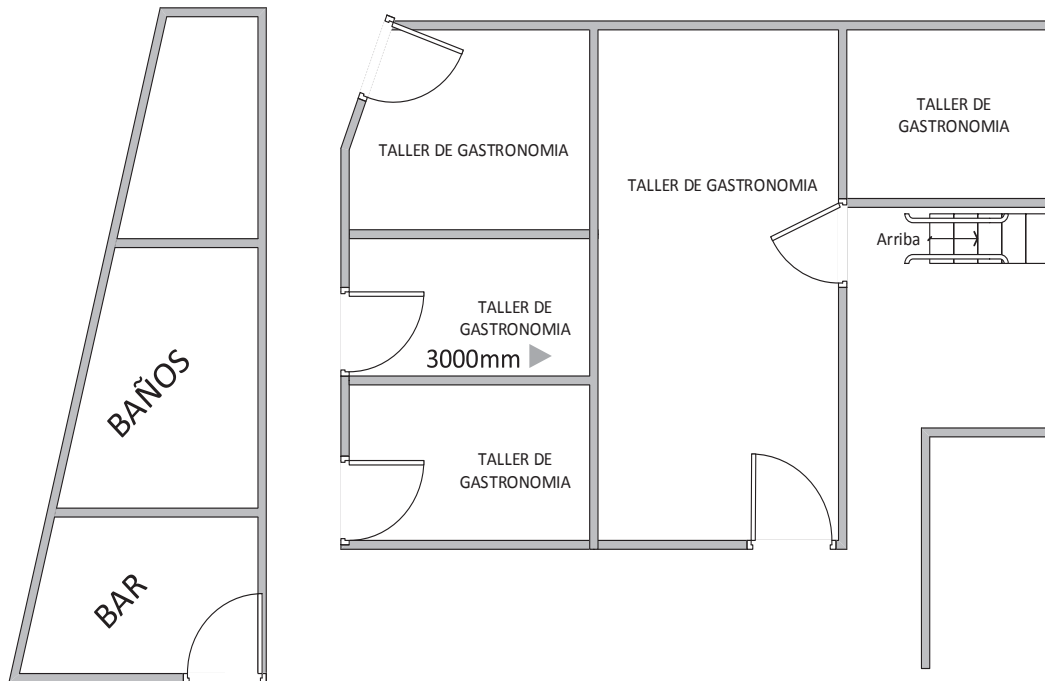 TALLER DE
GASTRONOMIA
TALLER DE GASTRONOMIA
TALLER DE GASTRONOMIA
Arriba
TALLER DE
GASTRONOMIA
3000mm
BAÑOS
TALLER DE
GASTRONOMIA
BAR